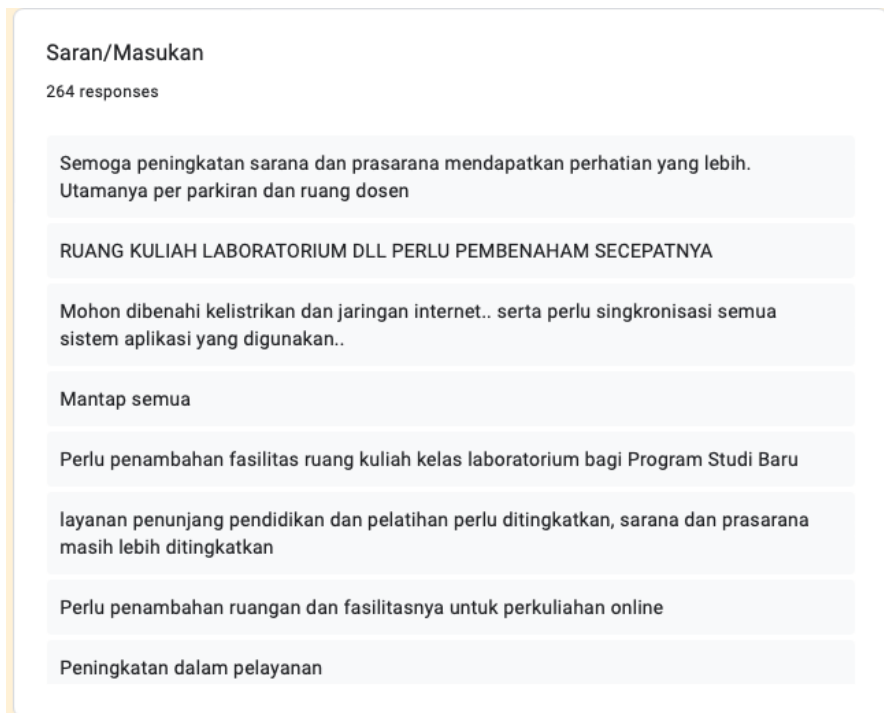 Saran/Masukan
264 responses
Semoga peningkatan sarana dan prasarana mendapatkan perhatian yang lebih.
Utamanya per parkiran dan ruang dosen
RUANG KULIAH LABORATORIUM DLL PERLU PEMBENAHAM SECEPATNYA
Mohon dibenahi kelistrikan dan jaringan internet.. serta perlu singkronisasi semua
sistem aplikasi yang digunakan..
Mantap semua
Perlu penambahan fasilitas ruang kuliah kelas laboratorium bagi Program Studi Baru
layanan penunjang pendidikan dan pelatihan perlu ditingkatkan, sarana dan prasarana
masih lebih ditingkatkan
Perlu penambahan ruangan dan fasilitasnya untuk perkuliahan online
Peningkatan dalam pelayanan